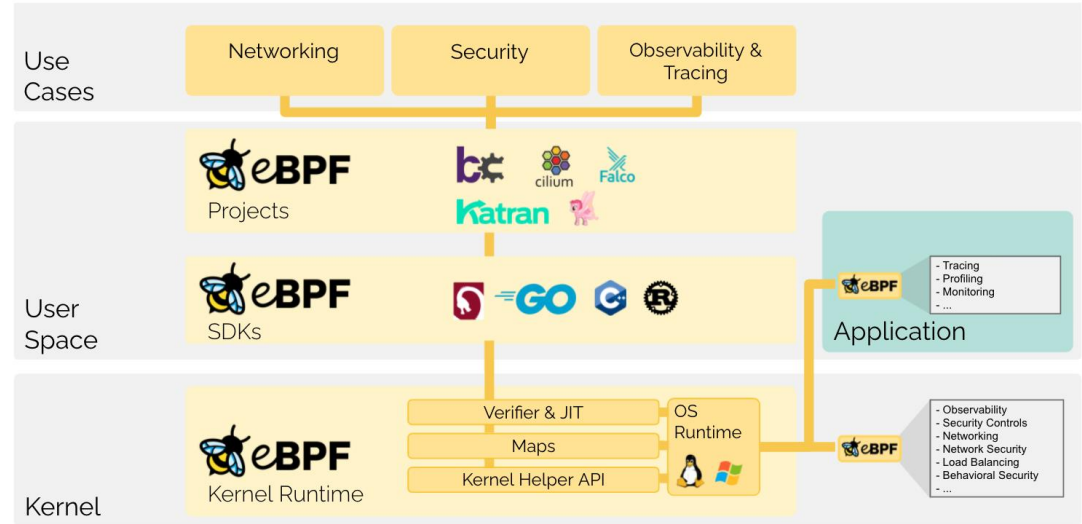 Use
Cases
Networking
Security
Observability &
Tracing
eBPF
Projects
bc
cilium
Falco
Katran
User
Space
eBPF
SDKs
GO
C++
R
eBPF
- Tracing
- Profiling
- Monitoring
- ...
Application
Kernel
eBPF
Kernel Runtime
Verifier & JIT
Maps
Kernel Helper API
OS
Runtime
eBPF
- Observability
- Security Controls
- Networking
- Network Security
- Load Balancing
- Behavioral Security
- ...